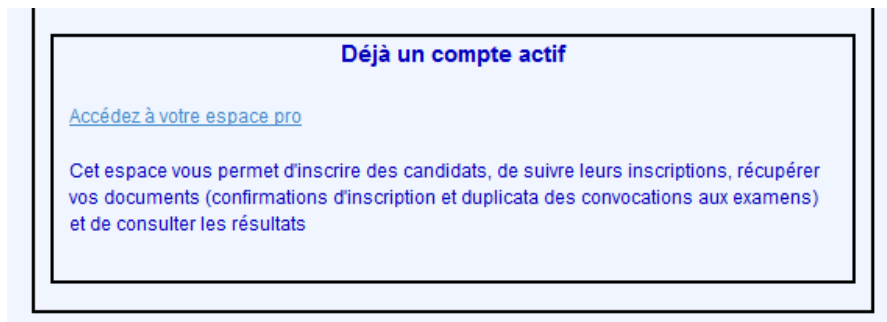 Déjà un compte actif
Accédez à votre espace pro
Cet espace vous permet d'inscrire des candidats, de suivre leurs inscriptions, récupérer
vos documents (confirmations d'inscription et duplicata des convocations aux examens)
et de consulter les résultats